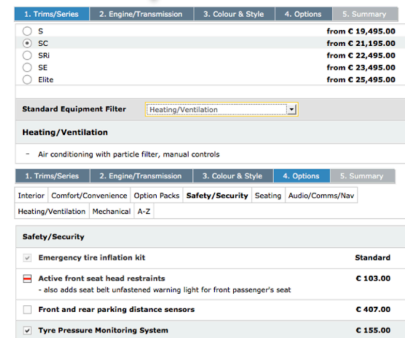 1. Trims/Series 2. Engine/Transmission 3. Colour & Style 4. Options 5. Summary
S from € 19,495.00
SC from € 21,195.00
SRi from € 22,495.00
SE from € 23,495.00
Elite from € 25,495.00
Standard Equipment Filter Heating/Ventilation
Heating/Ventilation
- Air conditioning with particle filter, manual controls
1. Trims/Series 2. Engine/Transmission 3. Colour & Style 4. Options 5. Summary
Interior Comfort/Convenience Option Packs Safety/Security Seating Audio/Comms/Nav
Heating/Ventilation Mechanical A-Z
Safety/Security
Emergency tire inflation kit Standard
Active front seat head restraints € 103.00
- also adds seat belt unfastened warning light for front passenger's seat
Front and rear parking distance sensors € 407.00
Tyre Pressure Monitoring System € 155.00